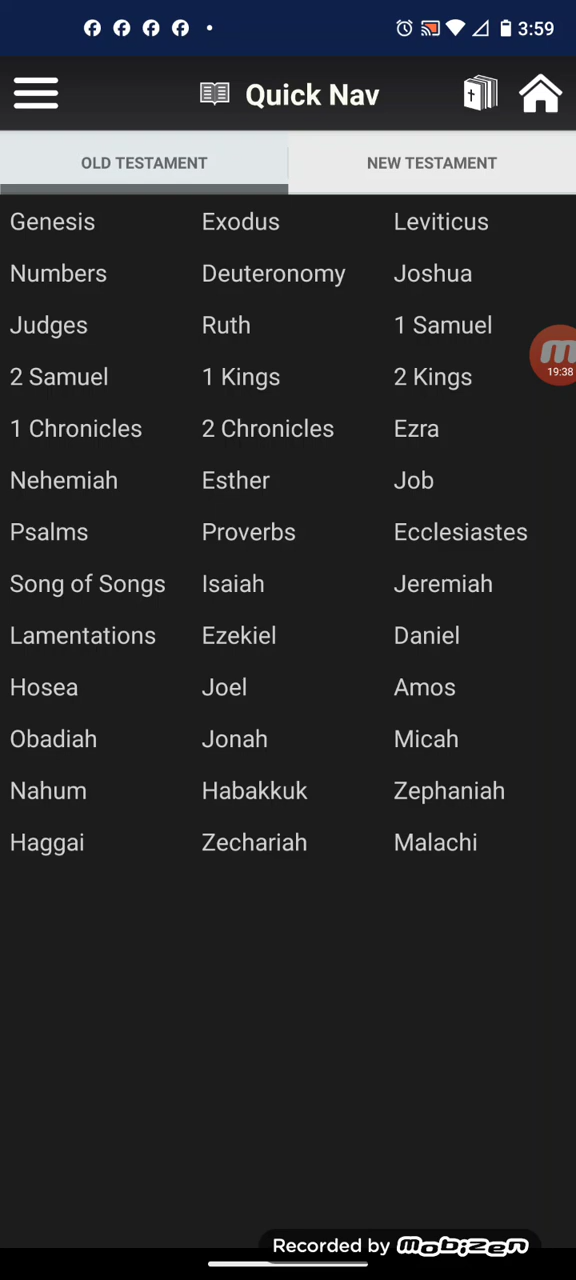 3:59
Quick Nav
OLD TESTAMENT NEW TESTAMENT
Genesis Exodus Leviticus
Numbers Deuteronomy Joshua
Judges Ruth 1 Samuel
2 Samuel 1 Kings 2 Kings
19:38
1 Chronicles 2 Chronicles Ezra
Nehemiah Esther Job
Psalms Proverbs Ecclesiastes
Song of Songs Isaiah Jeremiah
Lamentations Ezekiel Daniel
Hosea Joel Amos
Obadiah Jonah Micah
Nahum Habakkuk Zephaniah
Haggai Zechariah Malachi
Recorded by mobizen